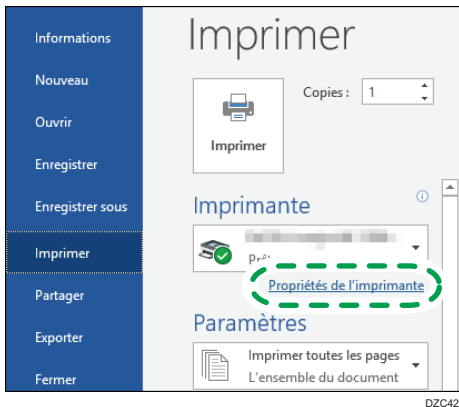 Informations
Nouveau
Ouvrir
Enregistrer
Enregistrer sous
Imprimer
Partager
Exporter
Fermer
Imprimer
Copies : 1
Imprimer
Imprimante
Propriétés de l'imprimante
Paramètres
Imprimer toutes les pages
L'ensemble du document
DZC42